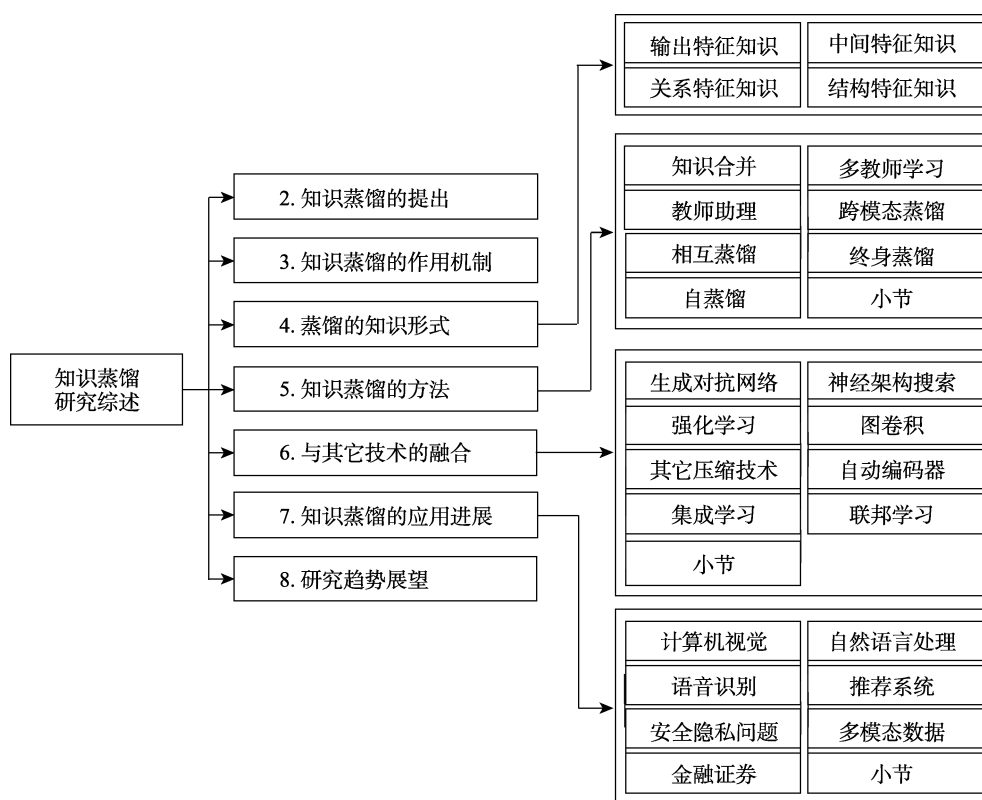 知识蒸馏
研究综述
2. 知识蒸馏的提出
3. 知识蒸馏的作用机制
4. 蒸馏的知识形式
5. 知识蒸馏的方法
6. 与其它技术的融合
7. 知识蒸馏的应用进展
8. 研究趋势展望
输出特征知识 中间特征知识
关系特征知识 结构特征知识
知识合并 多教师学习
教师助理 跨模态蒸馏
相互蒸馏 终身蒸馏
自蒸馏 小节
生成对抗网络 神经架构搜索
强化学习 图卷积
其它压缩技术 自动编码器
集成学习 联邦学习
小节
计算机视觉 自然语言处理
语音识别 推荐系统
安全隐私问题 多模态数据
金融证券 小节